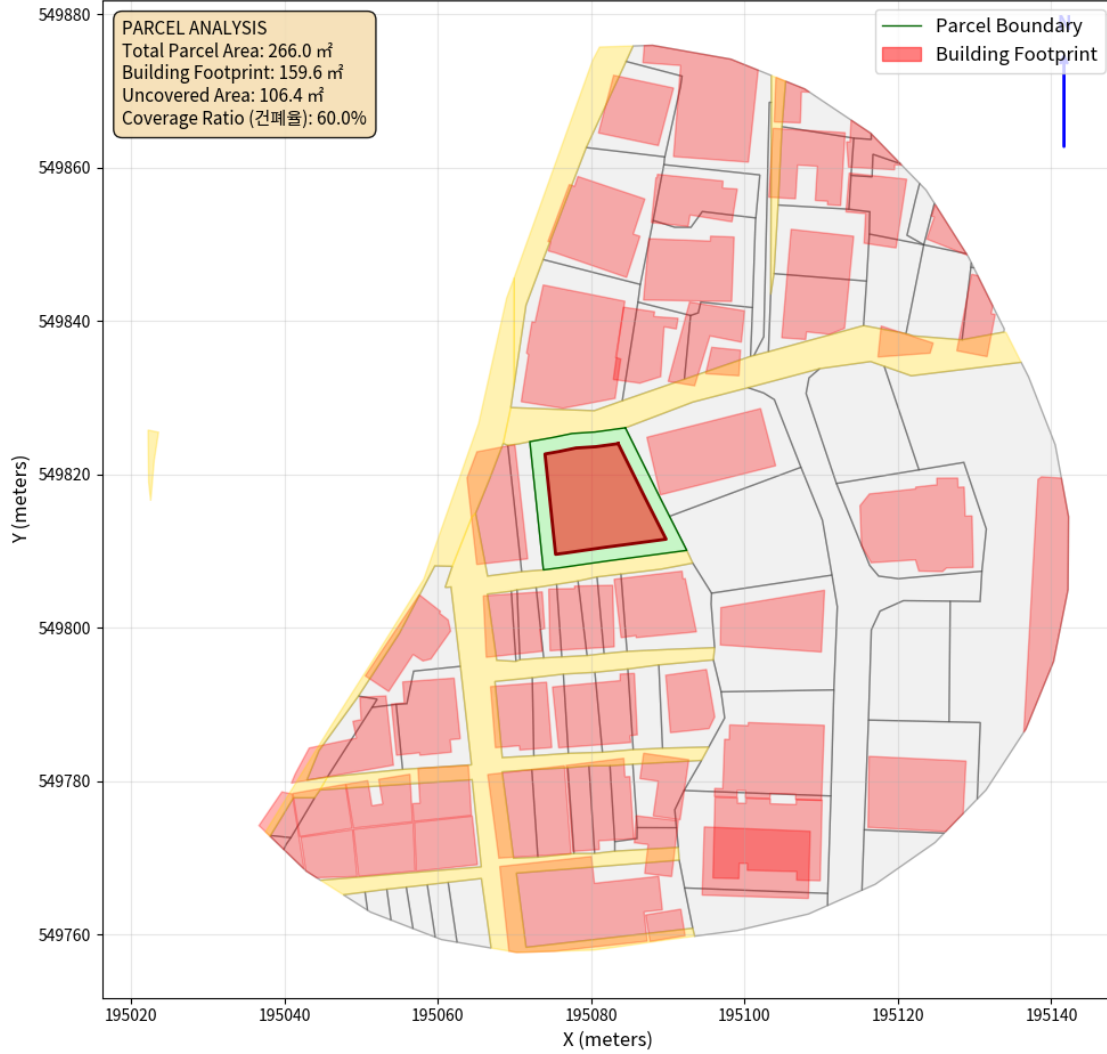 PARCEL ANALYSIS
Total Parcel Area: 266.0 ㎡
Building Footprint: 159.6 ㎡
Uncovered Area: 106.4 ㎡
Coverage Ratio (건폐율): 60.0%
Parcel Boundary
Building Footprint
N
549880
549860
549840
549820
549800
549780
549760
Y (meters)
195020
195040
195060
195080
195100
195120
195140
X (meters)